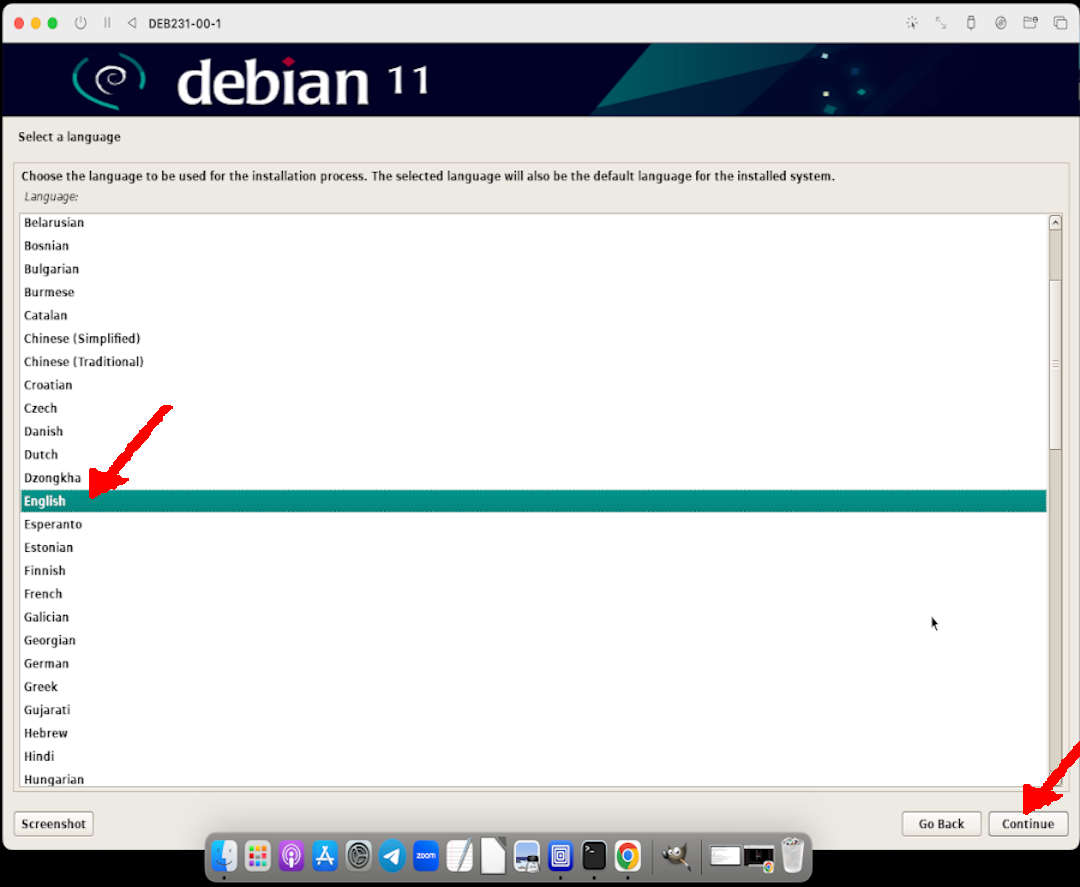 DEB231-00-1
debian 11
Select a language
Choose the language to be used for the installation process. The selected language will also be the default language for the installed system.
Language:
Belarusian
Bosnian
Bulgarian
Burmese
Catalan
Chinese (Simplified)
Chinese (Traditional)
Croatian
Czech
Danish
Dutch
Dzongkha
English
Esperanto
Estonian
Finnish
French
Galician
Georgian
German
Greek
Gujarati
Hebrew
Hindi
Hungarian
Screenshot
Go Back
Continue
zoom